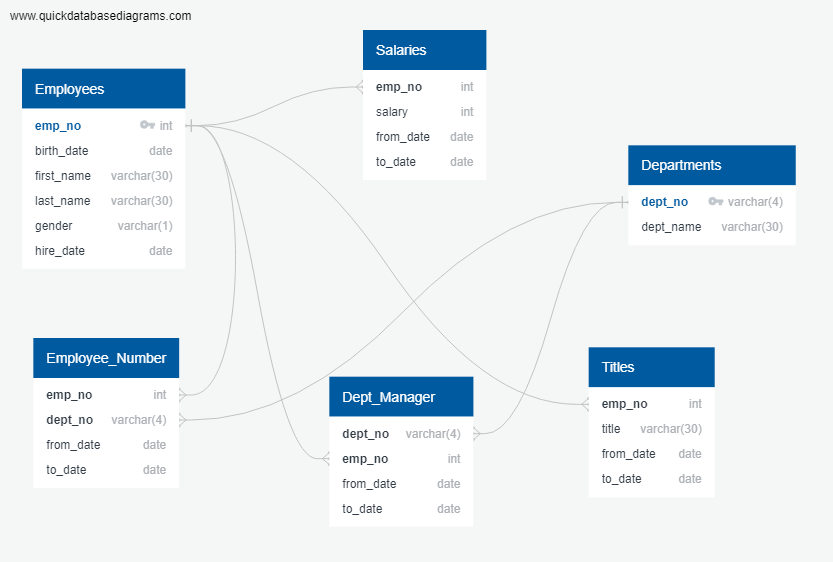 www.quickdatabasediagrams.com
Salaries
emp_no int
salary int
from_date date
to_date date
Employees
emp_no int
birth_date date
first_name varchar(30)
last_name varchar(30)
gender varchar(1)
hire_date date
Departments
dept_no varchar(4)
dept_name varchar(30)
Employee_Number
emp_no int
dept_no varchar(4)
from_date date
to_date date
Dept_Manager
dept_no varchar(4)
emp_no int
from_date date
to_date date
Titles
emp_no int
title varchar(30)
from_date date
to_date date